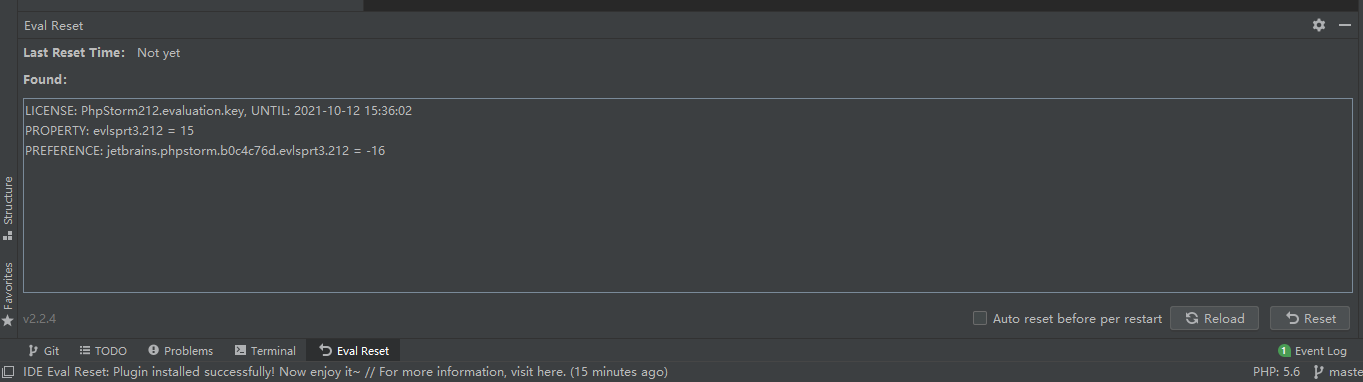 Eval Reset
Last Reset Time: Not yet
Found:
LICENSE: PhpStorm212.evaluation.key, UNTIL: 2021-10-12 15:36:02
PROPERTY: evlsprt3.212 = 15
PREFERENCE: jetbrains.phpstorm.b0c4c76d.evlsprt3.212 = -16
Structure
Favorites
v2.2.4
Auto reset before per restart Reload Reset
Git TODO Problems Terminal Eval Reset 1 Event Log
IDE Eval Reset: Plugin installed successfully! Now enjoy it~ // For more information, visit here. (15 minutes ago) PHP: 5.6 maste